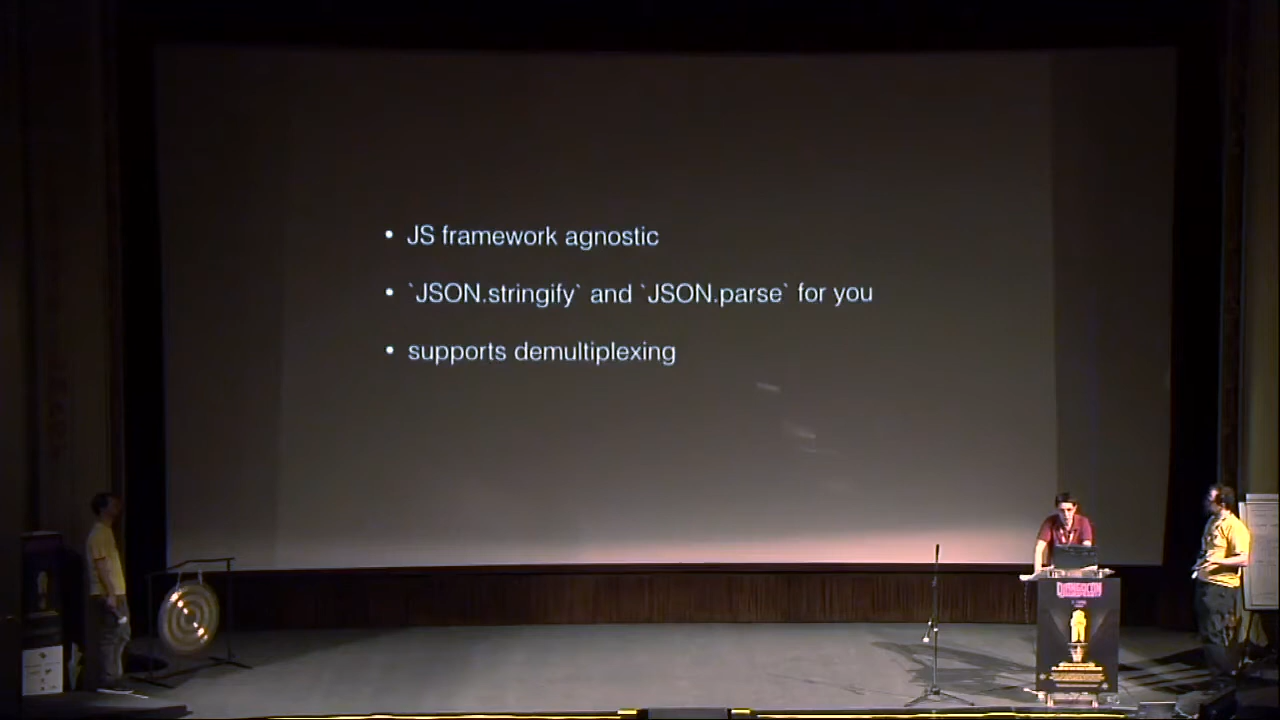 • JS framework agnostic
• `JSON.stringify` and `JSON.parse` for you
• supports demultiplexing